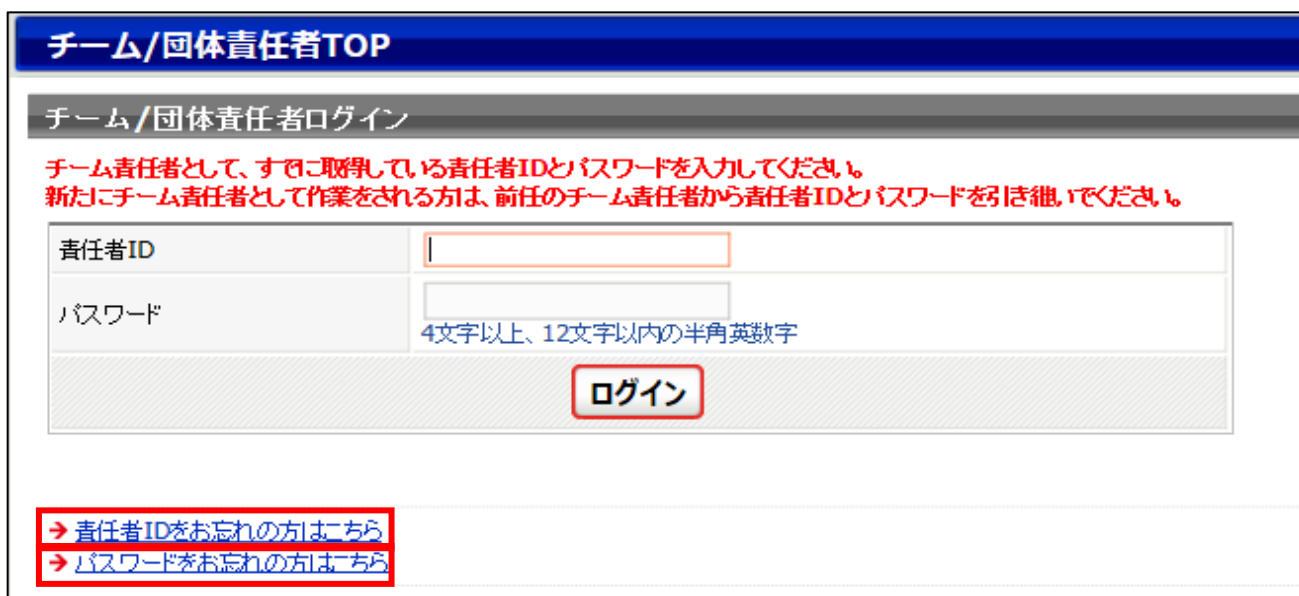 チーム/団体責任者TOP
チーム/団体責任者ログイン
チーム責任者として、すでに取得している責任者IDとパスワードを入力してください。
新たにチーム責任者として作業をされる方は、前任のチーム責任者から責任者IDとパスワードを引き継いでください。
責任者ID
パスワード
4文字以上、12文字以内の半角英数字
ログイン
➔ 責任者IDをお忘れの方はこちら
➔ パスワードをお忘れの方はこちら